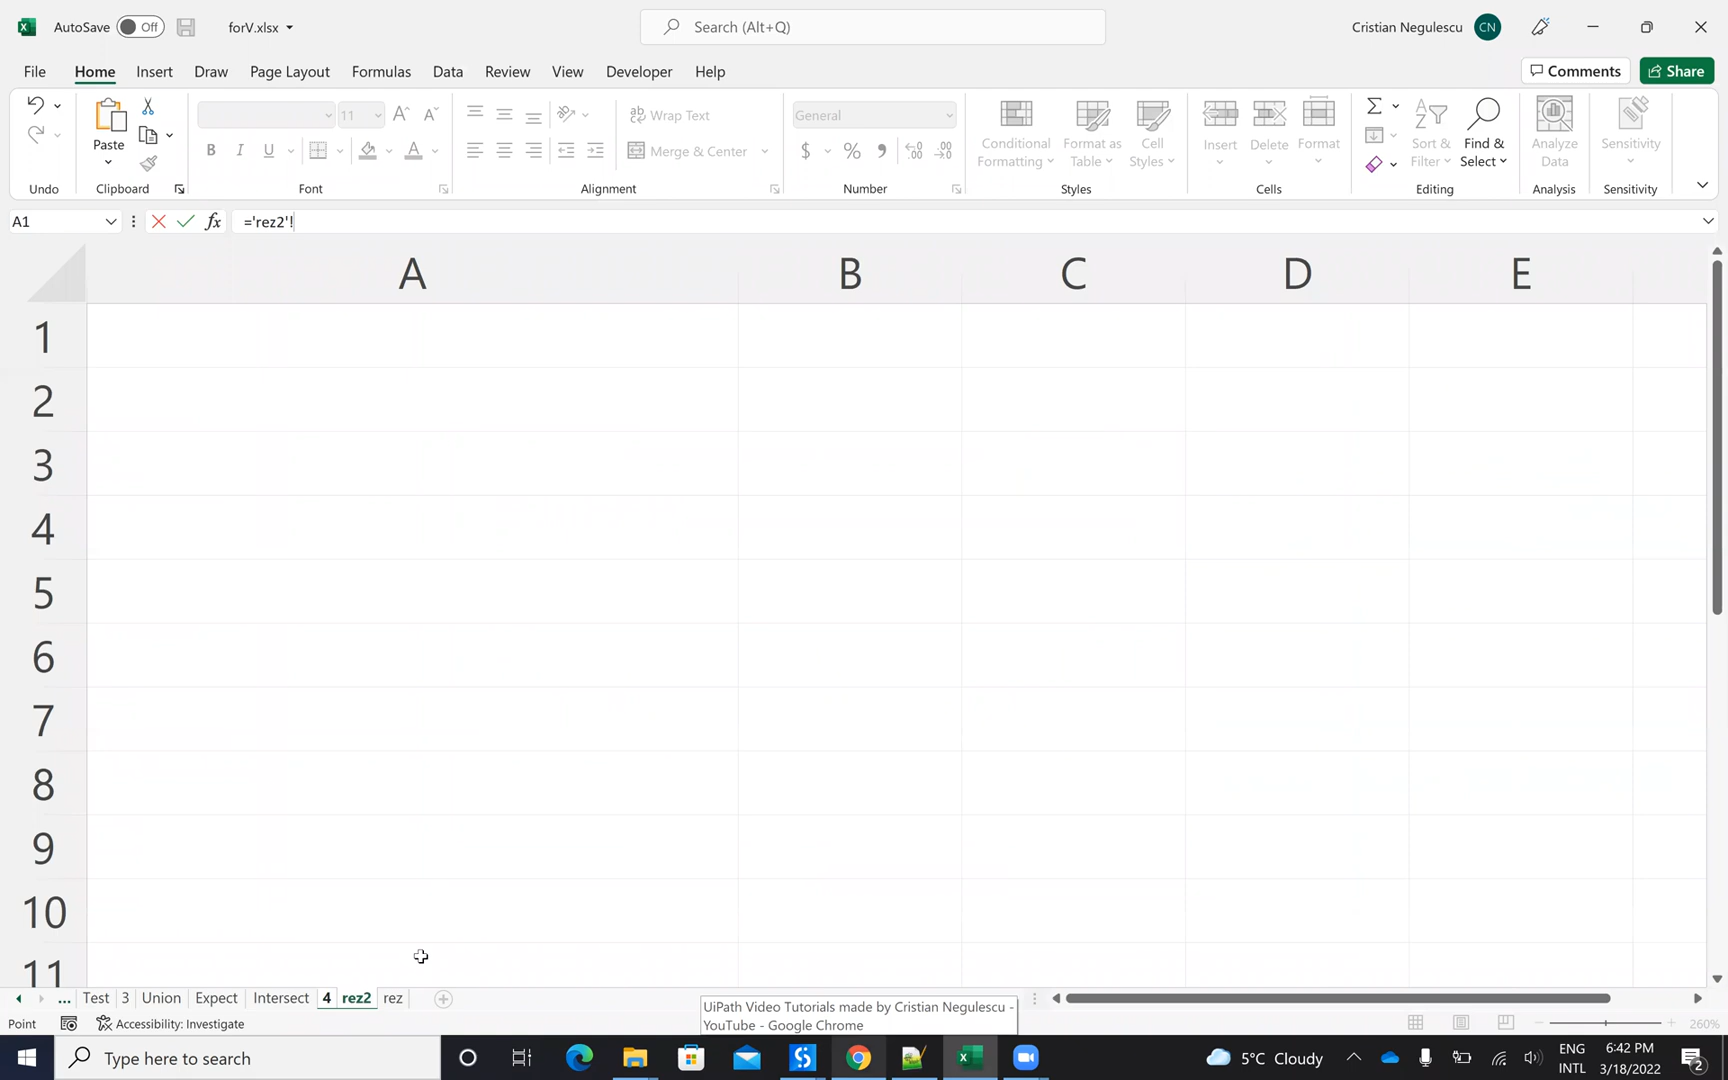 AutoSave Off forV.xlsx Search (Alt+Q) Cristian Negulescu CN
File Home Insert Draw Page Layout Formulas Data Review View Developer Help Comments Share
11 General
Wrap Text
Paste
Merge & Center
$ % 9
B I U
Conditional Formatting
Format as Table
Cell Styles
Insert Delete Format
Sort & Filter
Find & Select
Analyze Data
Sensitivity
Undo Clipboard Font Alignment Number Styles Cells Editing Analysis Sensitivity
A1 fx ='rez2'!
A B C D E
1
2
3
4
5
6
7
8
9
10
11
... Test 3 Union Expect Intersect 4 rez2 rez
UiPath Video Tutorials made by Cristian Negulescu -
YouTube - Google Chrome
Point Accessibility: Investigate 260%
Type here to search 5°C Cloudy ENG 6:42 PM
INTL 3/18/2022 2